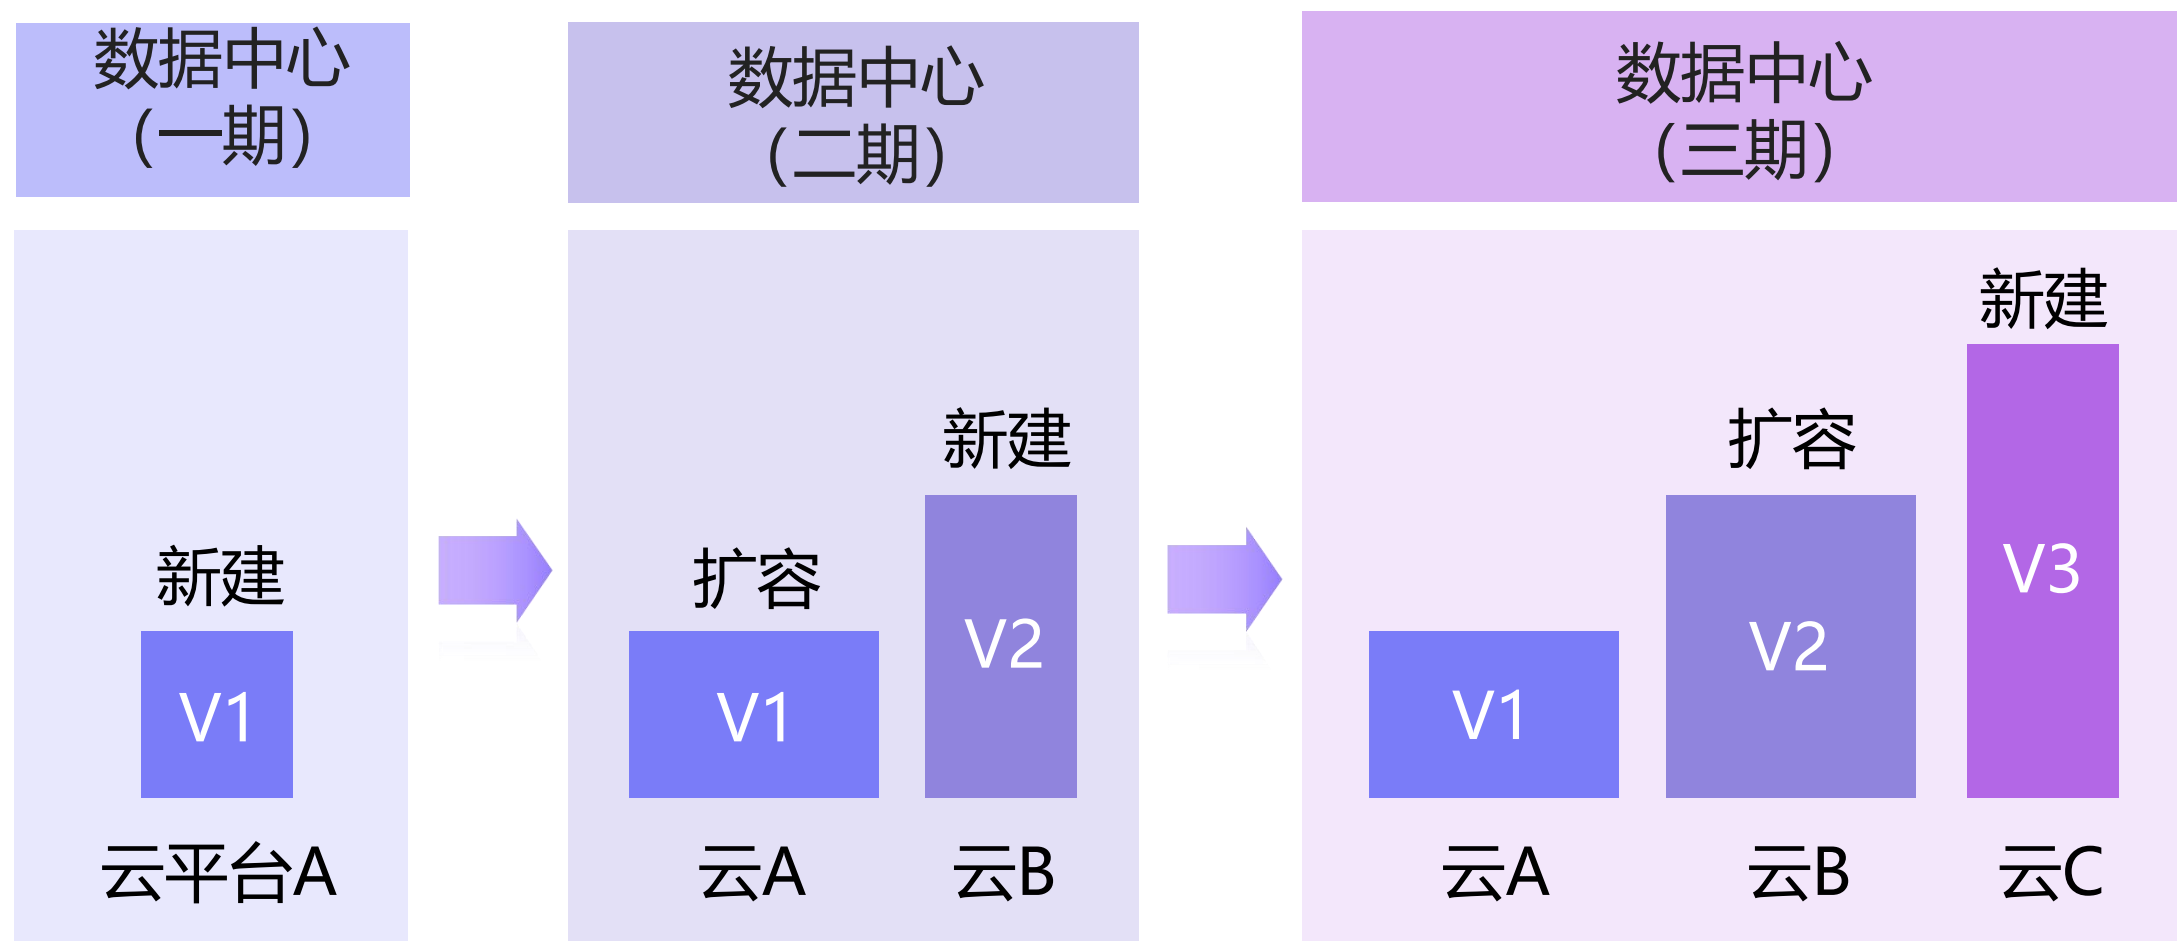 数据中心
（一期）
新建
V1
云平台A
数据中心
（二期）
扩容
V1
云A
新建
V2
云B
数据中心
（三期）
V1
云A
扩容
V2
云B
新建
V3
云C